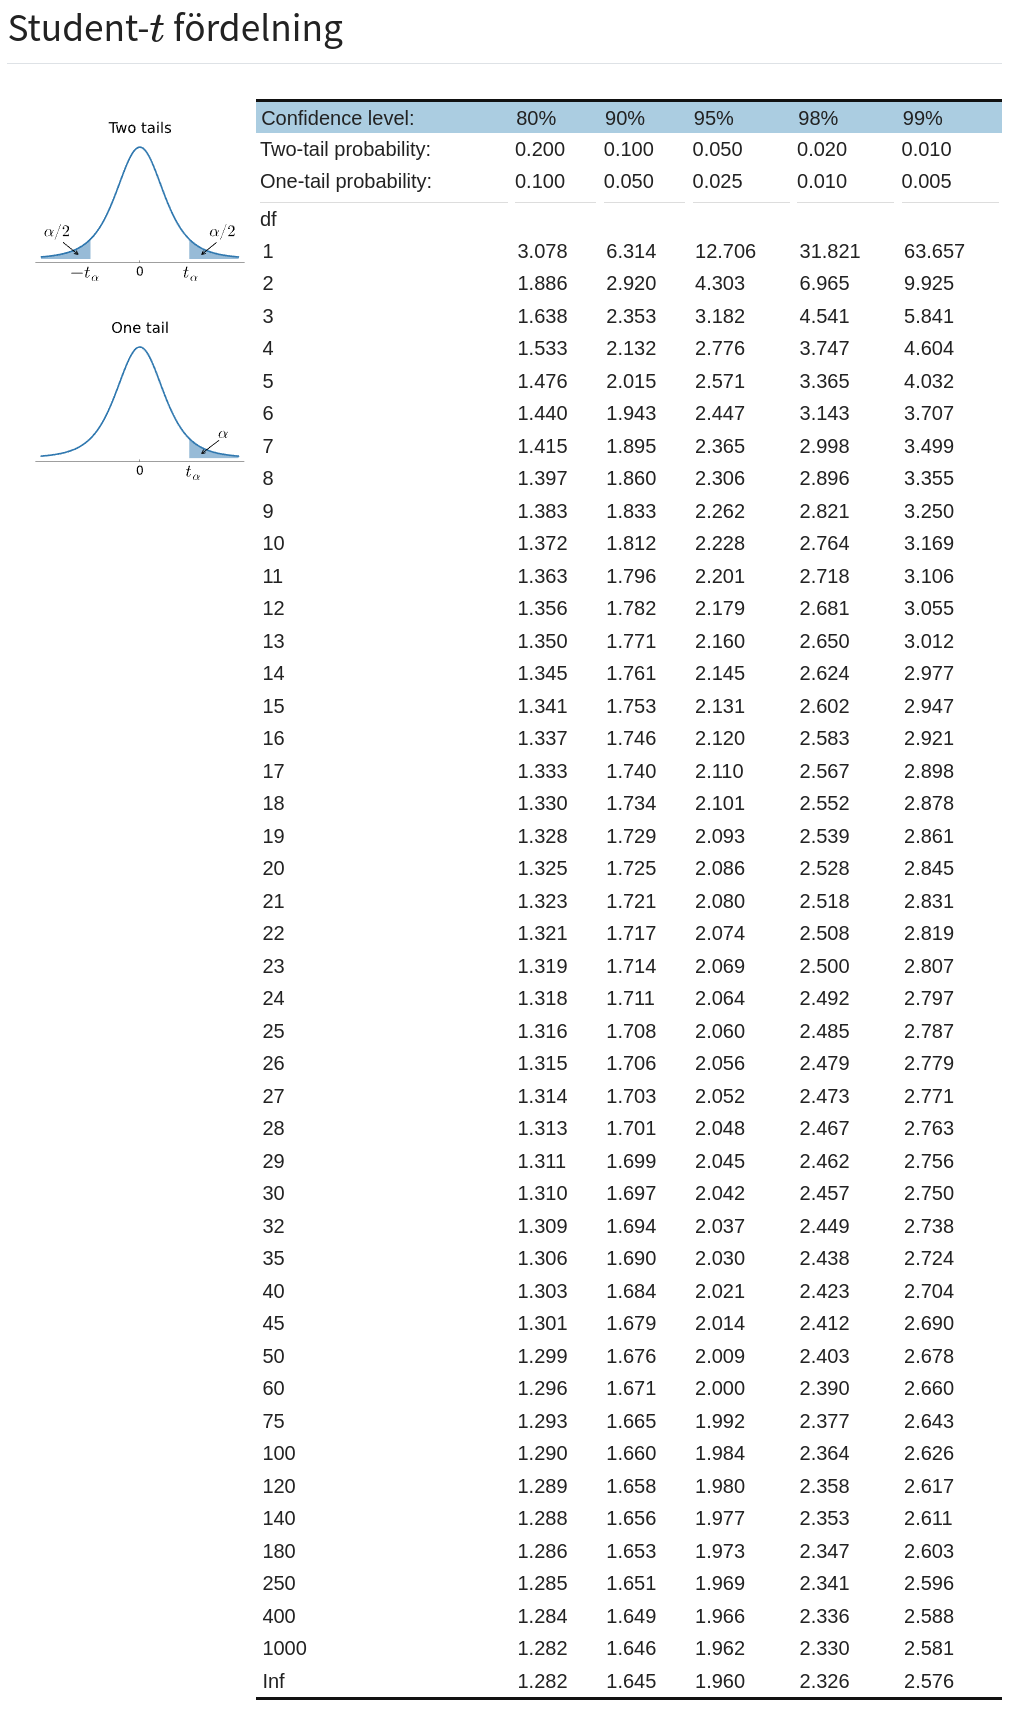 Student-t fördelning
Two tails
α/2 α/2
−tα 0 tα
One tail
α
0 tα
Confidence level: 80% 90% 95% 98% 99%
Two-tail probability: 0.200 0.100 0.050 0.020 0.010
One-tail probability: 0.100 0.050 0.025 0.010 0.005
df
1 3.078 6.314 12.706 31.821 63.657
2 1.886 2.920 4.303 6.965 9.925
3 1.638 2.353 3.182 4.541 5.841
4 1.533 2.132 2.776 3.747 4.604
5 1.476 2.015 2.571 3.365 4.032
6 1.440 1.943 2.447 3.143 3.707
7 1.415 1.895 2.365 2.998 3.499
8 1.397 1.860 2.306 2.896 3.355
9 1.383 1.833 2.262 2.821 3.250
10 1.372 1.812 2.228 2.764 3.169
11 1.363 1.796 2.201 2.718 3.106
12 1.356 1.782 2.179 2.681 3.055
13 1.350 1.771 2.160 2.650 3.012
14 1.345 1.761 2.145 2.624 2.977
15 1.341 1.753 2.131 2.602 2.947
16 1.337 1.746 2.120 2.583 2.921
17 1.333 1.740 2.110 2.567 2.898
18 1.330 1.734 2.101 2.552 2.878
19 1.328 1.729 2.093 2.539 2.861
20 1.325 1.725 2.086 2.528 2.845
21 1.323 1.721 2.080 2.518 2.831
22 1.321 1.717 2.074 2.508 2.819
23 1.319 1.714 2.069 2.500 2.807
24 1.318 1.711 2.064 2.492 2.797
25 1.316 1.708 2.060 2.485 2.787
26 1.315 1.706 2.056 2.479 2.779
27 1.314 1.703 2.052 2.473 2.771
28 1.313 1.701 2.048 2.467 2.763
29 1.311 1.699 2.045 2.462 2.756
30 1.310 1.697 2.042 2.457 2.750
32 1.309 1.694 2.037 2.449 2.738
35 1.306 1.690 2.030 2.438 2.724
40 1.303 1.684 2.021 2.423 2.704
45 1.301 1.679 2.014 2.412 2.690
50 1.299 1.676 2.009 2.403 2.678
60 1.296 1.671 2.000 2.390 2.660
75 1.293 1.665 1.992 2.377 2.643
100 1.290 1.660 1.984 2.364 2.626
120 1.289 1.658 1.980 2.358 2.617
140 1.288 1.656 1.977 2.353 2.611
180 1.286 1.653 1.973 2.347 2.603
250 1.285 1.651 1.969 2.341 2.596
400 1.284 1.649 1.966 2.336 2.588
1000 1.282 1.646 1.962 2.330 2.581
Inf 1.282 1.645 1.960 2.326 2.576